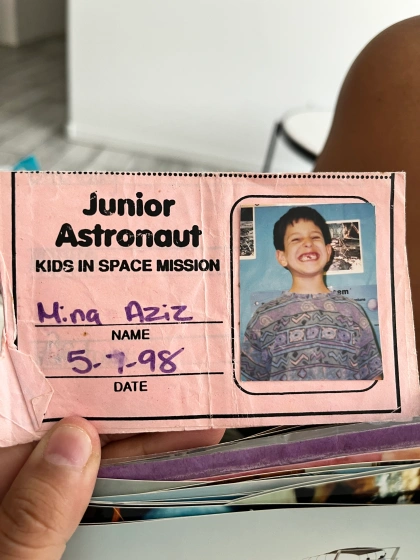 Junior
Astronaut
KIDS IN SPACE MISSION
Mina Aziz
NAME
5-7-98
DATE